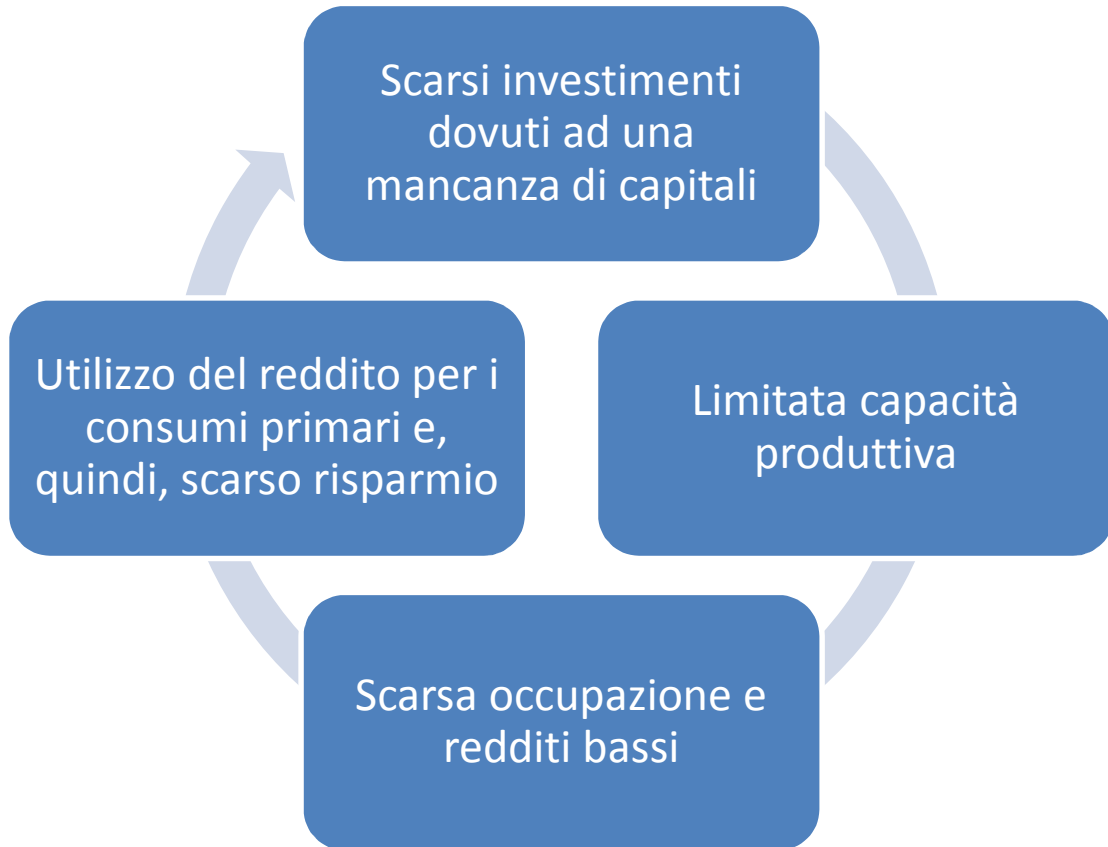 Scarsi investimenti
dovuti ad una
mancanza di capitali
Limitata capacità
produttiva
Scarsa occupazione e
redditi bassi
Utilizzo del reddito per i
consumi primari e,
quindi, scarso risparmio